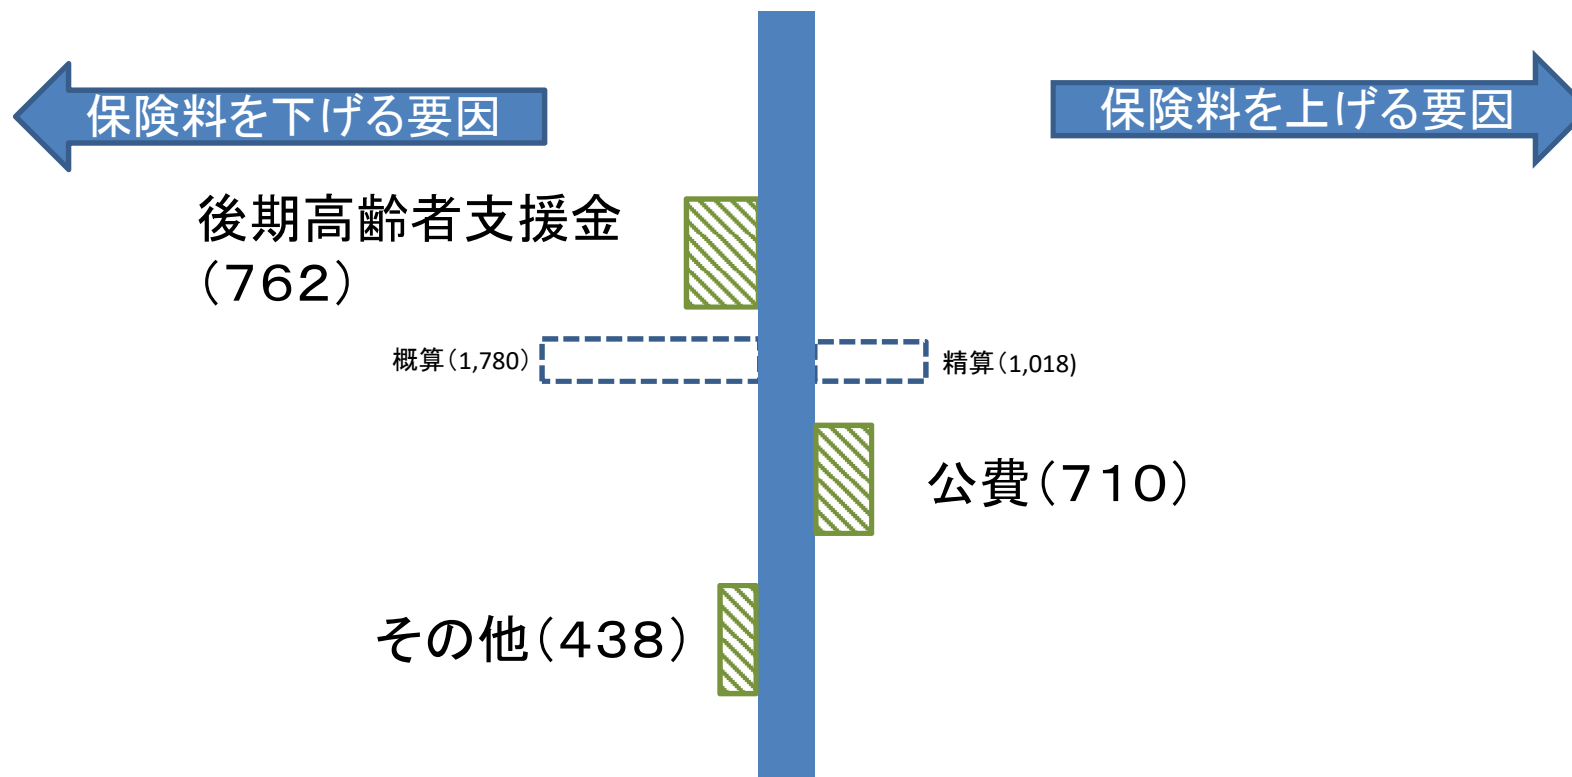 保険料を下げる要因
保険料を上げる要因
後期高齢者支援金
（７６２）
概算（1,780）
精算（1,018)
公費（７１０）
その他（４３８）